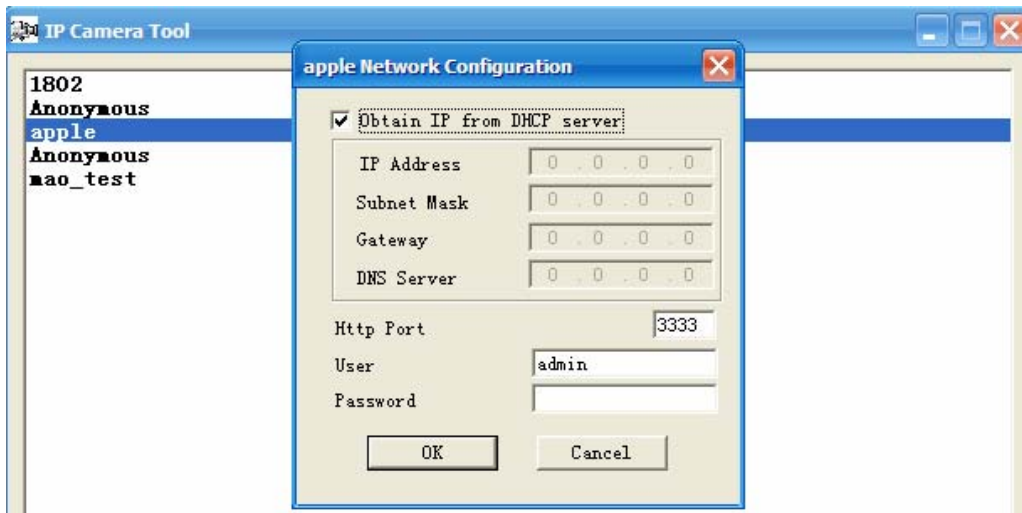 IP Camera Tool
1802
Anonymous
apple
Anonymous
mao_test
apple Network Configuration
Obtain IP from DHCP server
IP Address 0 . 0 . 0 . 0
Subnet Mask 0 . 0 . 0 . 0
Gateway 0 . 0 . 0 . 0
DNS Server 0 . 0 . 0 . 0
Http Port 3333
User admin
Password
OK Cancel